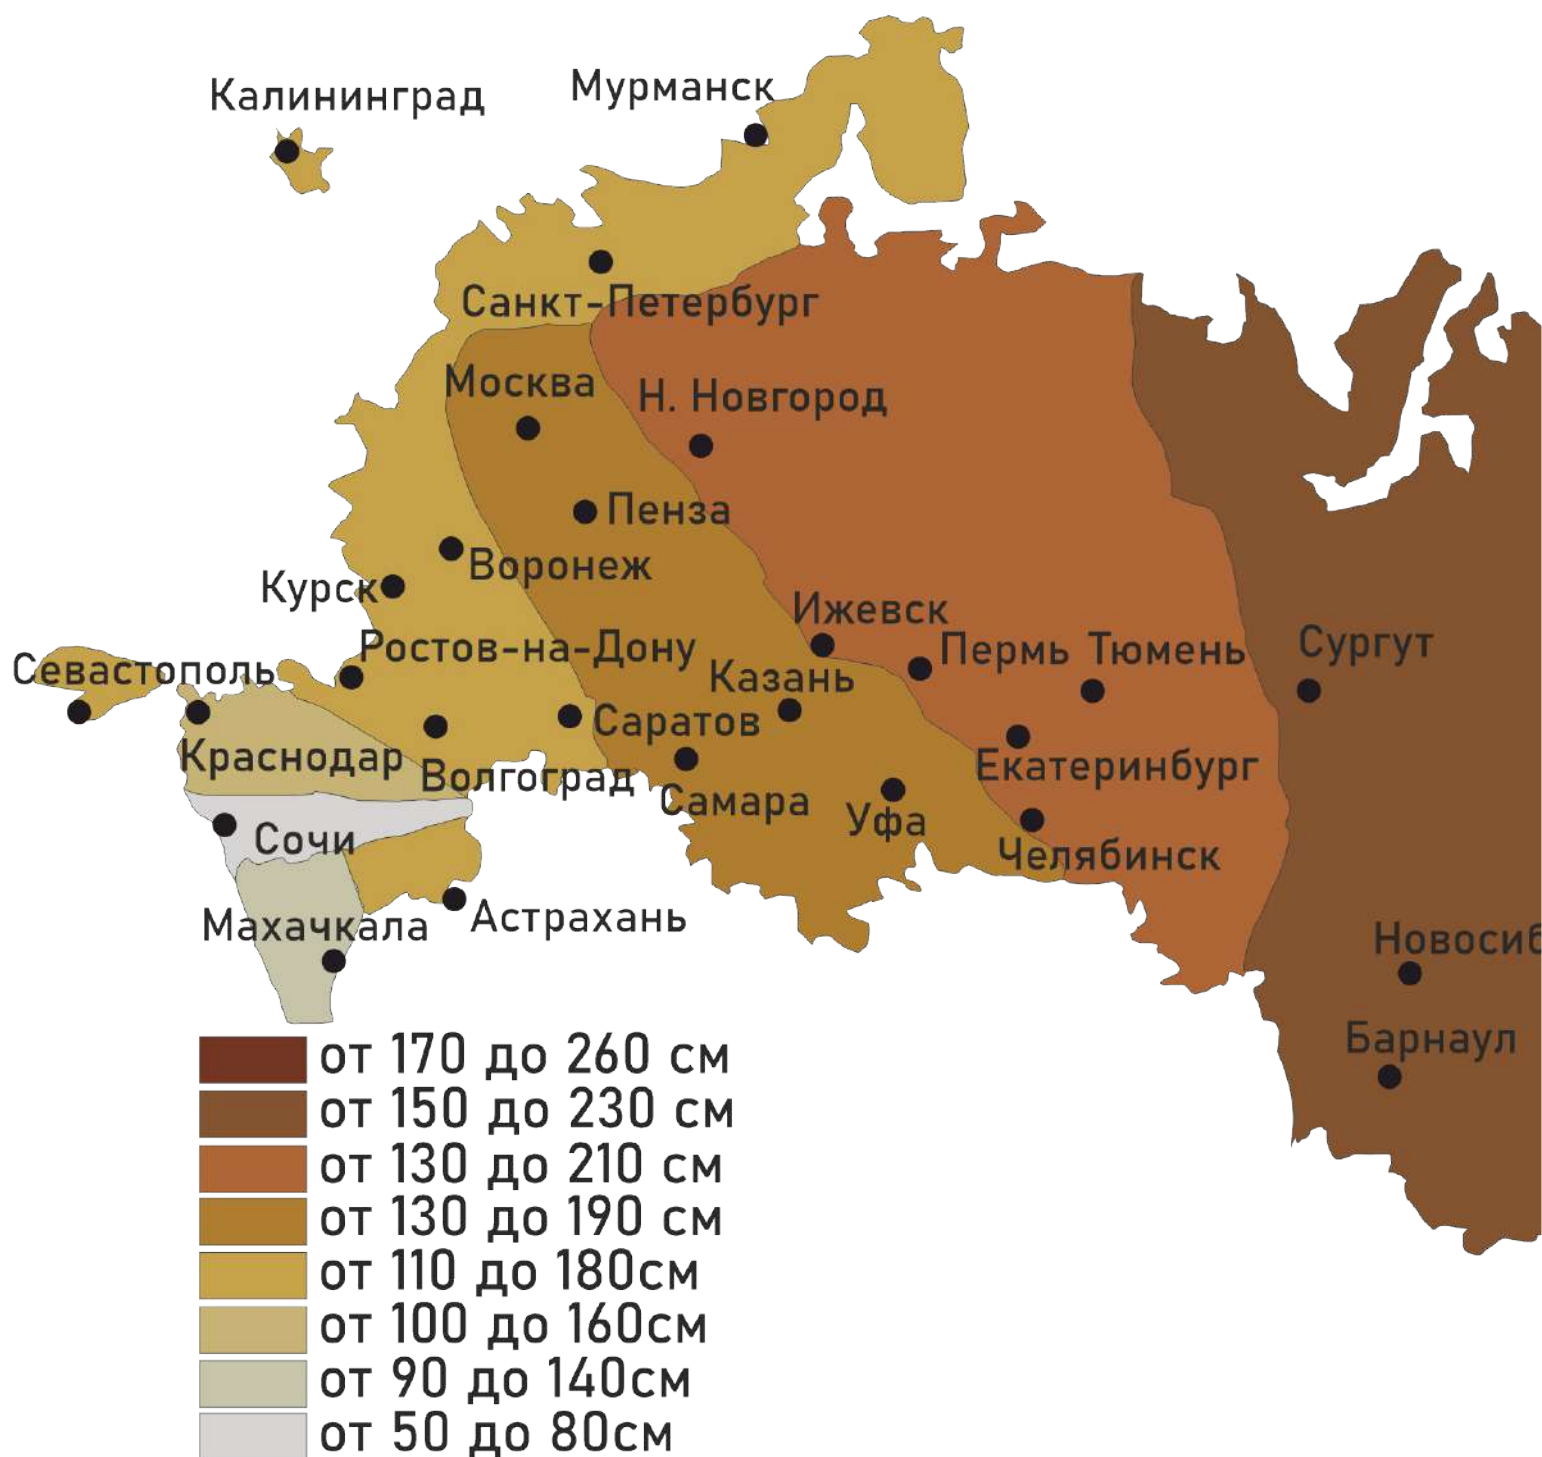 Калининград
Мурманск
Санкт-Петербург
Москва
Н. Новгород
Пенза
Воронеж
Курск
Ижевск
Ростов-на-Дону
Пермь
Тюмень
Сургут
Севастополь
Казань
Саратов
Краснодар
Волгоград
Екатеринбург
Самара
Уфа
Сочи
Челябинск
Махачкала
Астрахань
Новосиб
Барнаул
от 170 до 260 см
от 150 до 230 см
от 130 до 210 см
от 130 до 190 см
от 110 до 180см
от 100 до 160см
от 90 до 140см
от 50 до 80см